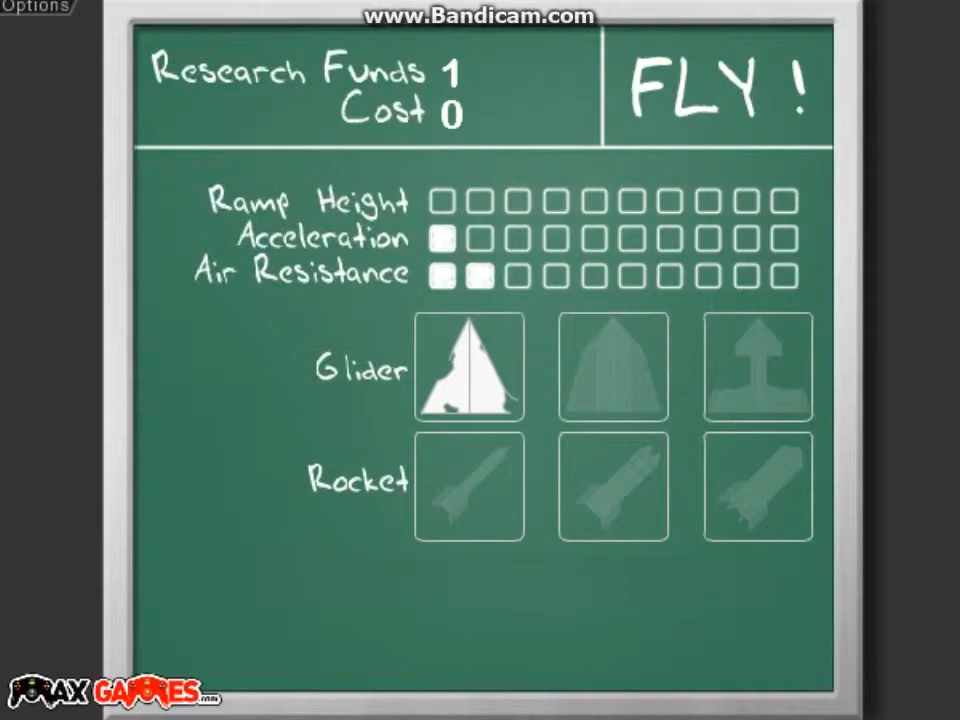 Options
www.Bandicam.com
Research Funds 1
Cost 0
FLY!
Ramp Height
Acceleration
Air Resistance
Glider
Rocket
MAX GAMES.COM